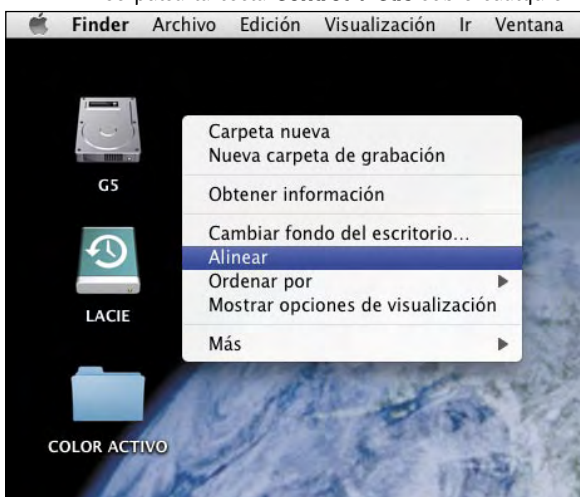 Finder Archivo Edición Visualización Ir Ventana
G5
Carpeta nueva
Nueva carpeta de grabación
Obtener información
Cambiar fondo del escritorio...
Alinear
Ordenar por
Mostrar opciones de visualización
Más
LACIE
COLOR ACTIVO